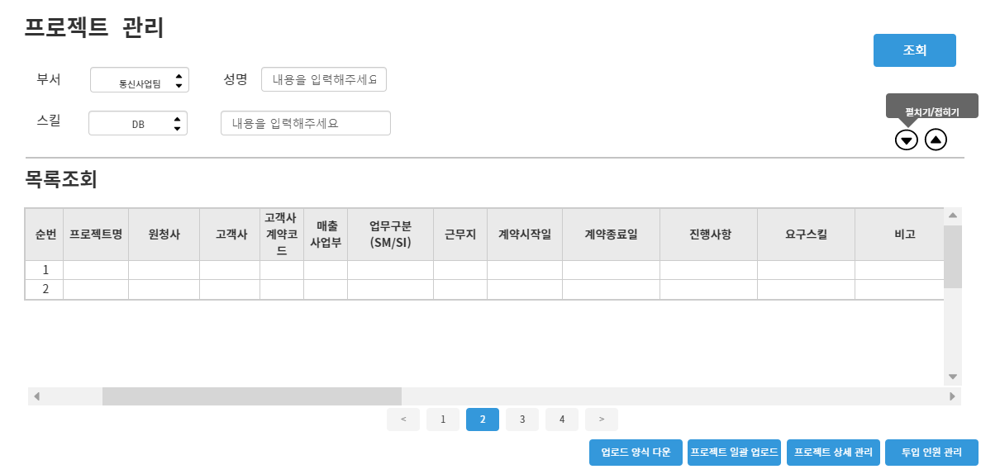 프로젝트 관리
조회
부서
통신사업팀
성명
내용을 입력해주세요
펼치기/접히기
스킬
DB
내용을 입력해주세요
목록조회
순번
프로젝트명
원청사
고객사
고객사
계약코
드
매출
사업부
업무구분
(SM/SI)
근무지
계약시작일
계약종료일
진행사항
요구스킬
비고
1
2
< 1 2 3 4 >
업로드 양식 다운
프로젝트 일괄 업로드
프로젝트 상세 관리
투입 인원 관리